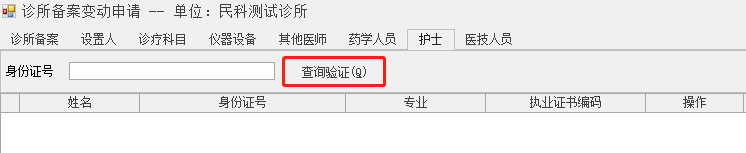 诊所备案变动申请 -- 单位：民科测试诊所
诊所备案 设置人 诊疗科目 仪器设备 其他医师 药学人员 护士 医技人员
身份证号 查询验证(Q)
姓名 身份证号 专业 执业证书编码 操作